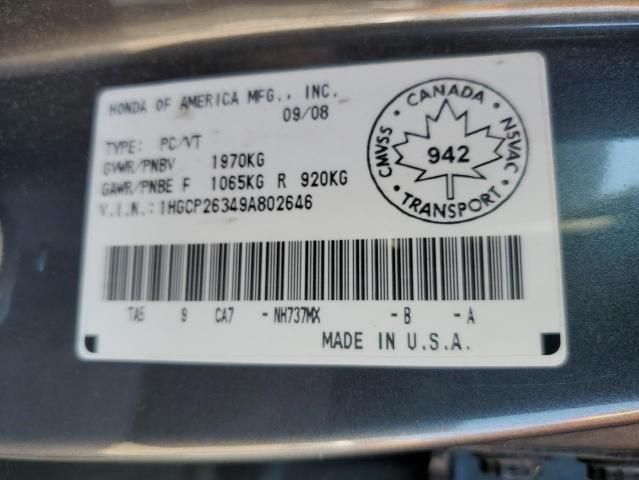 HONDA OF AMERICA MFG., INC.
09/08
TYPE: PC/VT
GVWR/PNBV 1970KG
GAWR/PNBE F 1065KG R 920KG
V.I.N.: 1HGCP26349A802646
CANADA
CMVSS 942 NSVAC
TRANSPORT
TA5 9 CA7 - NH737MX - B - A
MADE IN U.S.A.